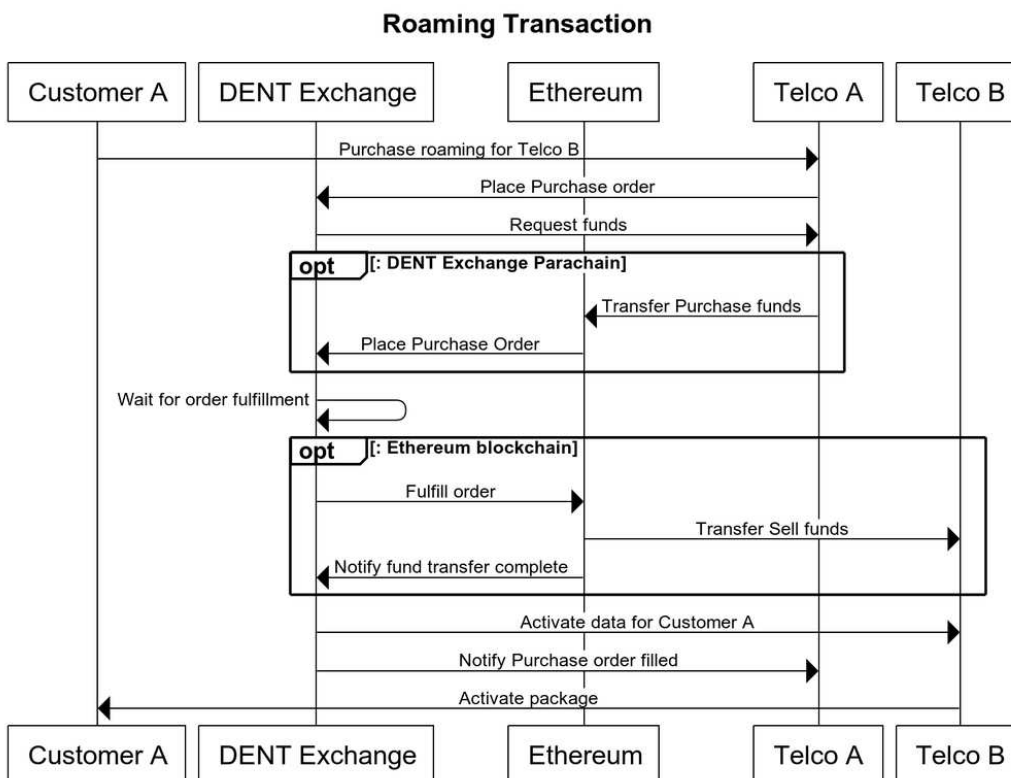 Roaming Transaction
Customer A
DENT Exchange
Ethereum
Telco A
Telco B
Purchase roaming for Telco B
Place Purchase order
Request funds
opt
[: DENT Exchange Parachain]
Transfer Purchase funds
Place Purchase Order
Wait for order fulfillment
opt
[: Ethereum blockchain]
Fulfill order
Transfer Sell funds
Notify fund transfer complete
Activate data for Customer A
Notify Purchase order filled
Activate package
Customer A
DENT Exchange
Ethereum
Telco A
Telco B